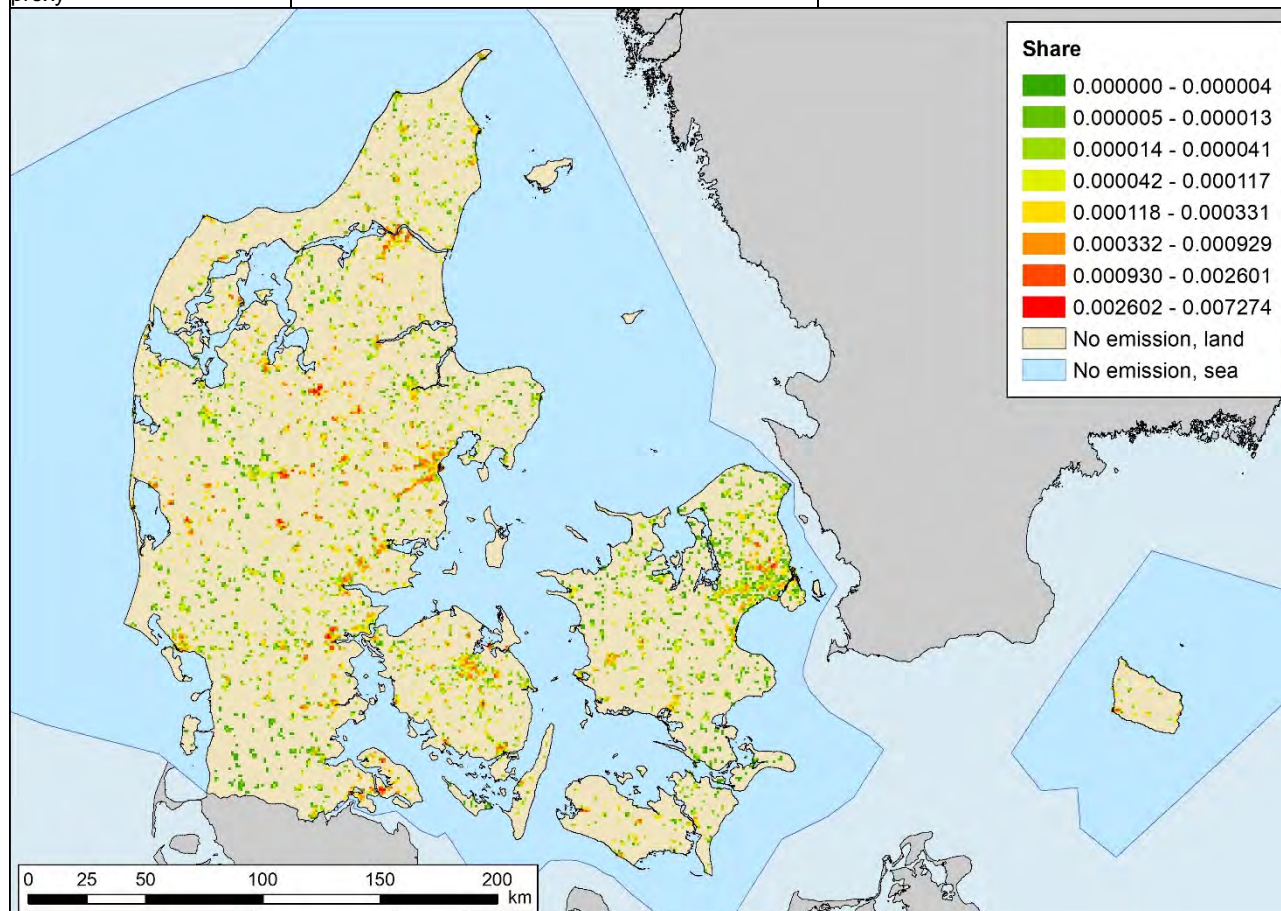 proxy
Share
0.000000 - 0.000004
0.000005 - 0.000013
0.000014 - 0.000041
0.000042 - 0.000117
0.000118 - 0.000331
0.000332 - 0.000929
0.000930 - 0.002601
0.002602 - 0.007274
No emission, land
No emission, sea
0 25 50 100 150 200
km